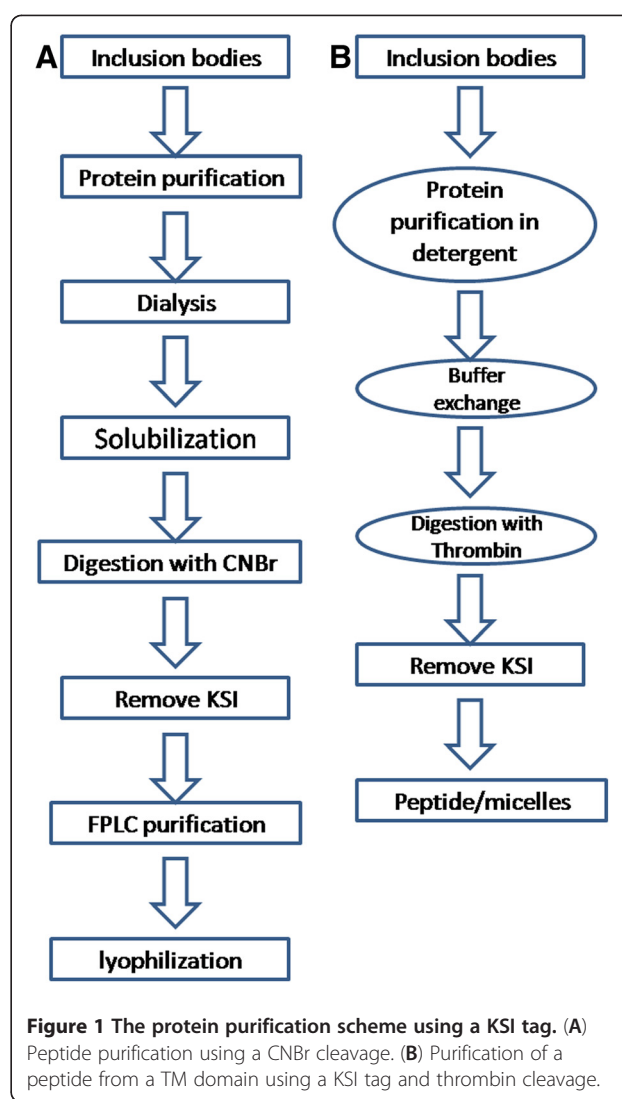 A
Inclusion bodies
Protein purification
Dialysis
Solubilization
Digestion with CNBr
Remove KSI
FPLC purification
lyophilization
B
Inclusion bodies
Protein
purification in
detergent
Buffer
exchange
Digestion with
Thrombin
Remove KSI
Peptide/micelles
Figure 1 The protein purification scheme using a KSI tag. (A)
Peptide purification using a CNBr cleavage. (B) Purification of a
peptide from a TM domain using a KSI tag and thrombin cleavage.